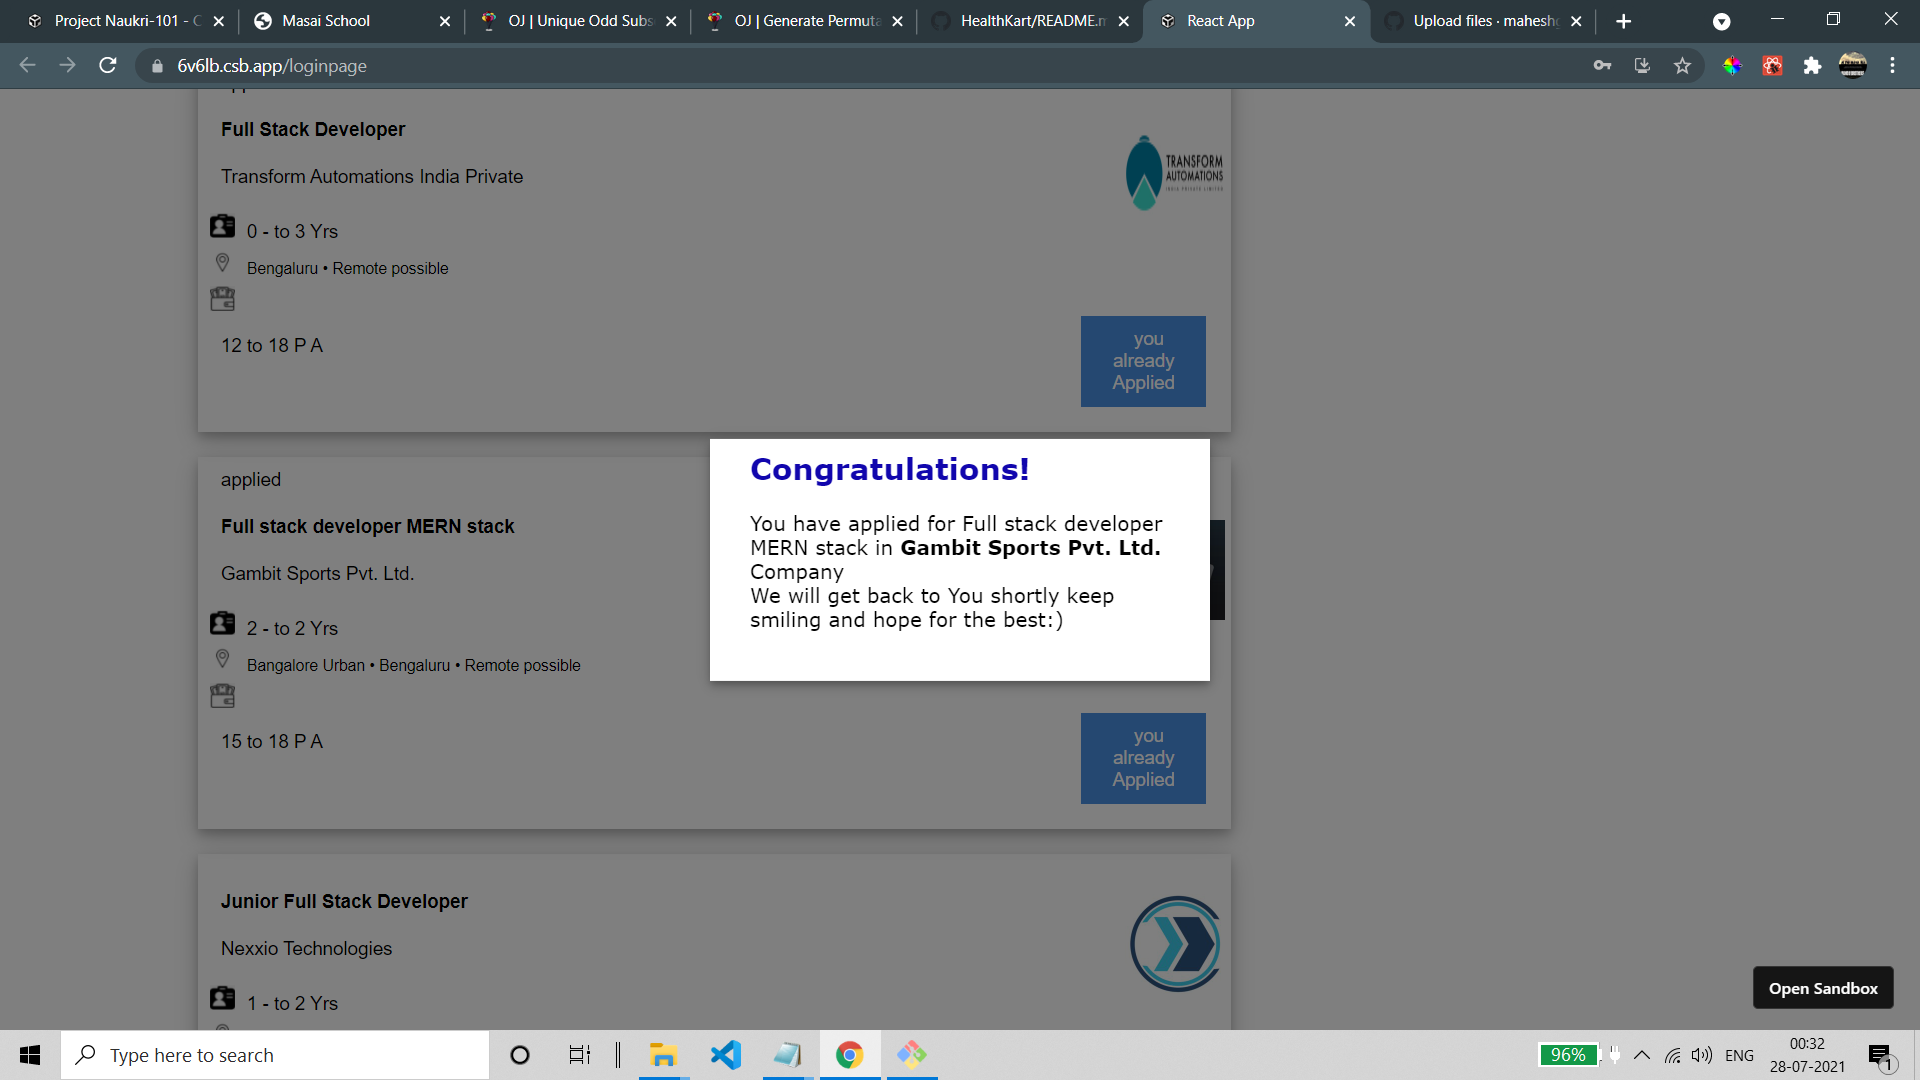 Project Naukri-101 - C
Masai School
OJ | Unique Odd Subs
OJ | Generate Permuta
HealthKart/README.m
React App
Upload files · maheshg
6v6lb.csb.app/loginpage
Full Stack Developer
Transform Automations India Private
TRANSFORM
AUTOMATIONS
INDIA PRIVATE LIMITED
0 - to 3 Yrs
Bengaluru • Remote possible
12 to 18 P A
you
already
Applied
applied
Full stack developer MERN stack
Gambit Sports Pvt. Ltd.
2 - to 2 Yrs
Bangalore Urban • Bengaluru • Remote possible
15 to 18 P A
you
already
Applied
Congratulations!
You have applied for Full stack developer
MERN stack in Gambit Sports Pvt. Ltd.
Company
We will get back to You shortly keep
smiling and hope for the best:)
Junior Full Stack Developer
Nexxio Technologies
1 - to 2 Yrs
Open Sandbox
Type here to search
96%
ENG
00:32
28-07-2021
1